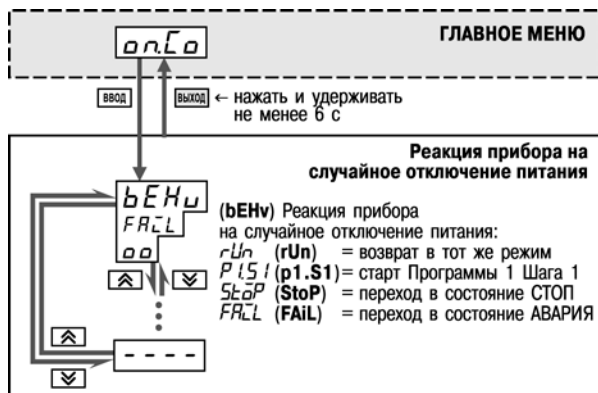 ГЛАВНОЕ МЕНЮ
on.Co
ВВОД
ВЫХОД ← нажать и удерживать
не менее 6 с
Реакция прибора на
случайное отключение питания
bEHu
FAiL
oo
(bEHv) Реакция прибора
на случайное отключение питания:
rUn (rUn) = возврат в тот же режим
P1.S1 (p1.S1) = старт Программы 1 Шага 1
StoP (StoP) = переход в состояние СТОП
FAiL (FAiL) = переход в состояние АВАРИЯ
- - - -